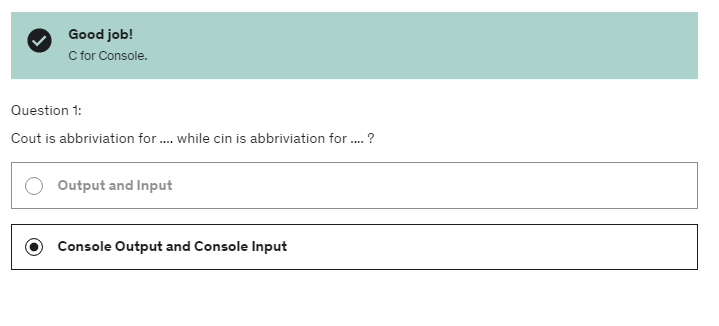 Good job!
C for Console.
Question 1:
Cout is abbriviation for .... while cin is abbriviation for .... ?
Output and Input
Console Output and Console Input